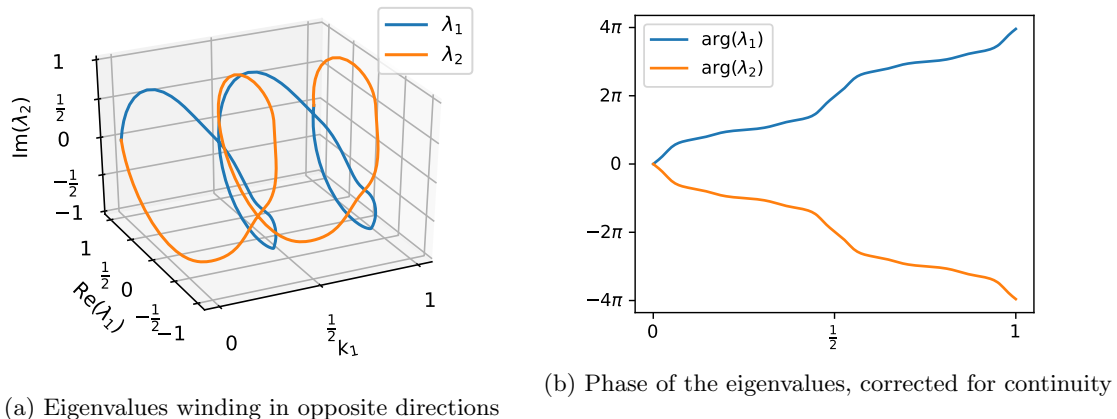 λ₁
λ₂
1
½
0
−½
−1
Im(λ₂)
1
½
0
−½
−1
Re(λ₁)
0
½
1
k₁
(a) Eigenvalues winding in opposite directions
arg(λ₁)
arg(λ₂)
4π
2π
0
−2π
−4π
0
½
1
(b) Phase of the eigenvalues, corrected for continuity